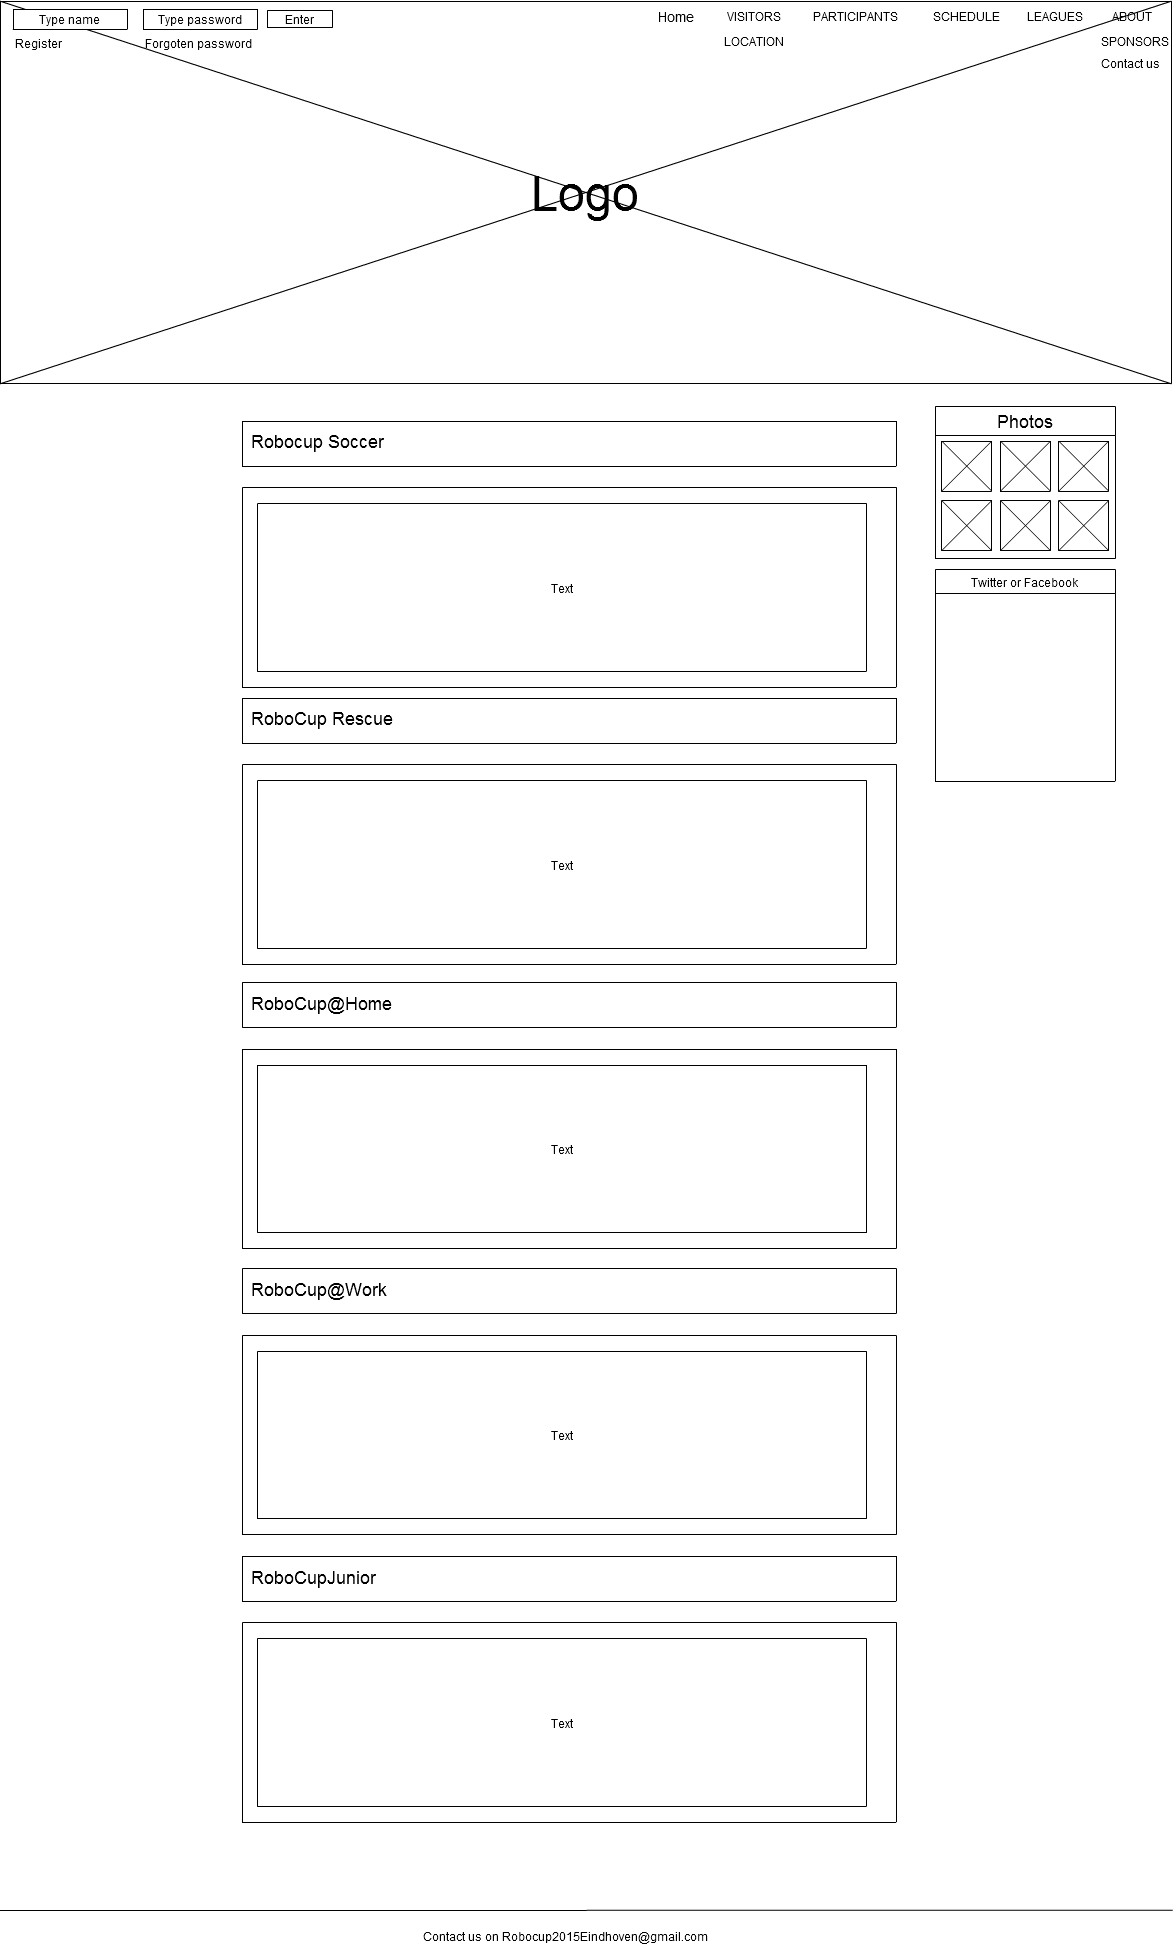 Type name Type password Enter Home VISITORS PARTICIPANTS SCHEDULE LEAGUES ABOUT
Register Forgoten password LOCATION SPONSORS
Contact us
Logo
Photos
Robocup Soccer
Twitter or Facebook
Text
RoboCup Rescue
Text
RoboCup@Home
Text
RoboCup@Work
Text
RoboCupJunior
Text
Contact us on Robocup2015Eindhoven@gmail.com